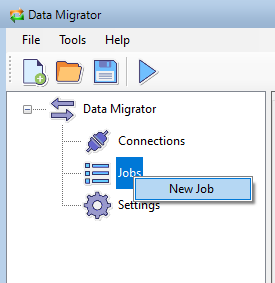 Data Migrator
File Tools Help
Data Migrator
Connections
Jobs
New Job
Settings